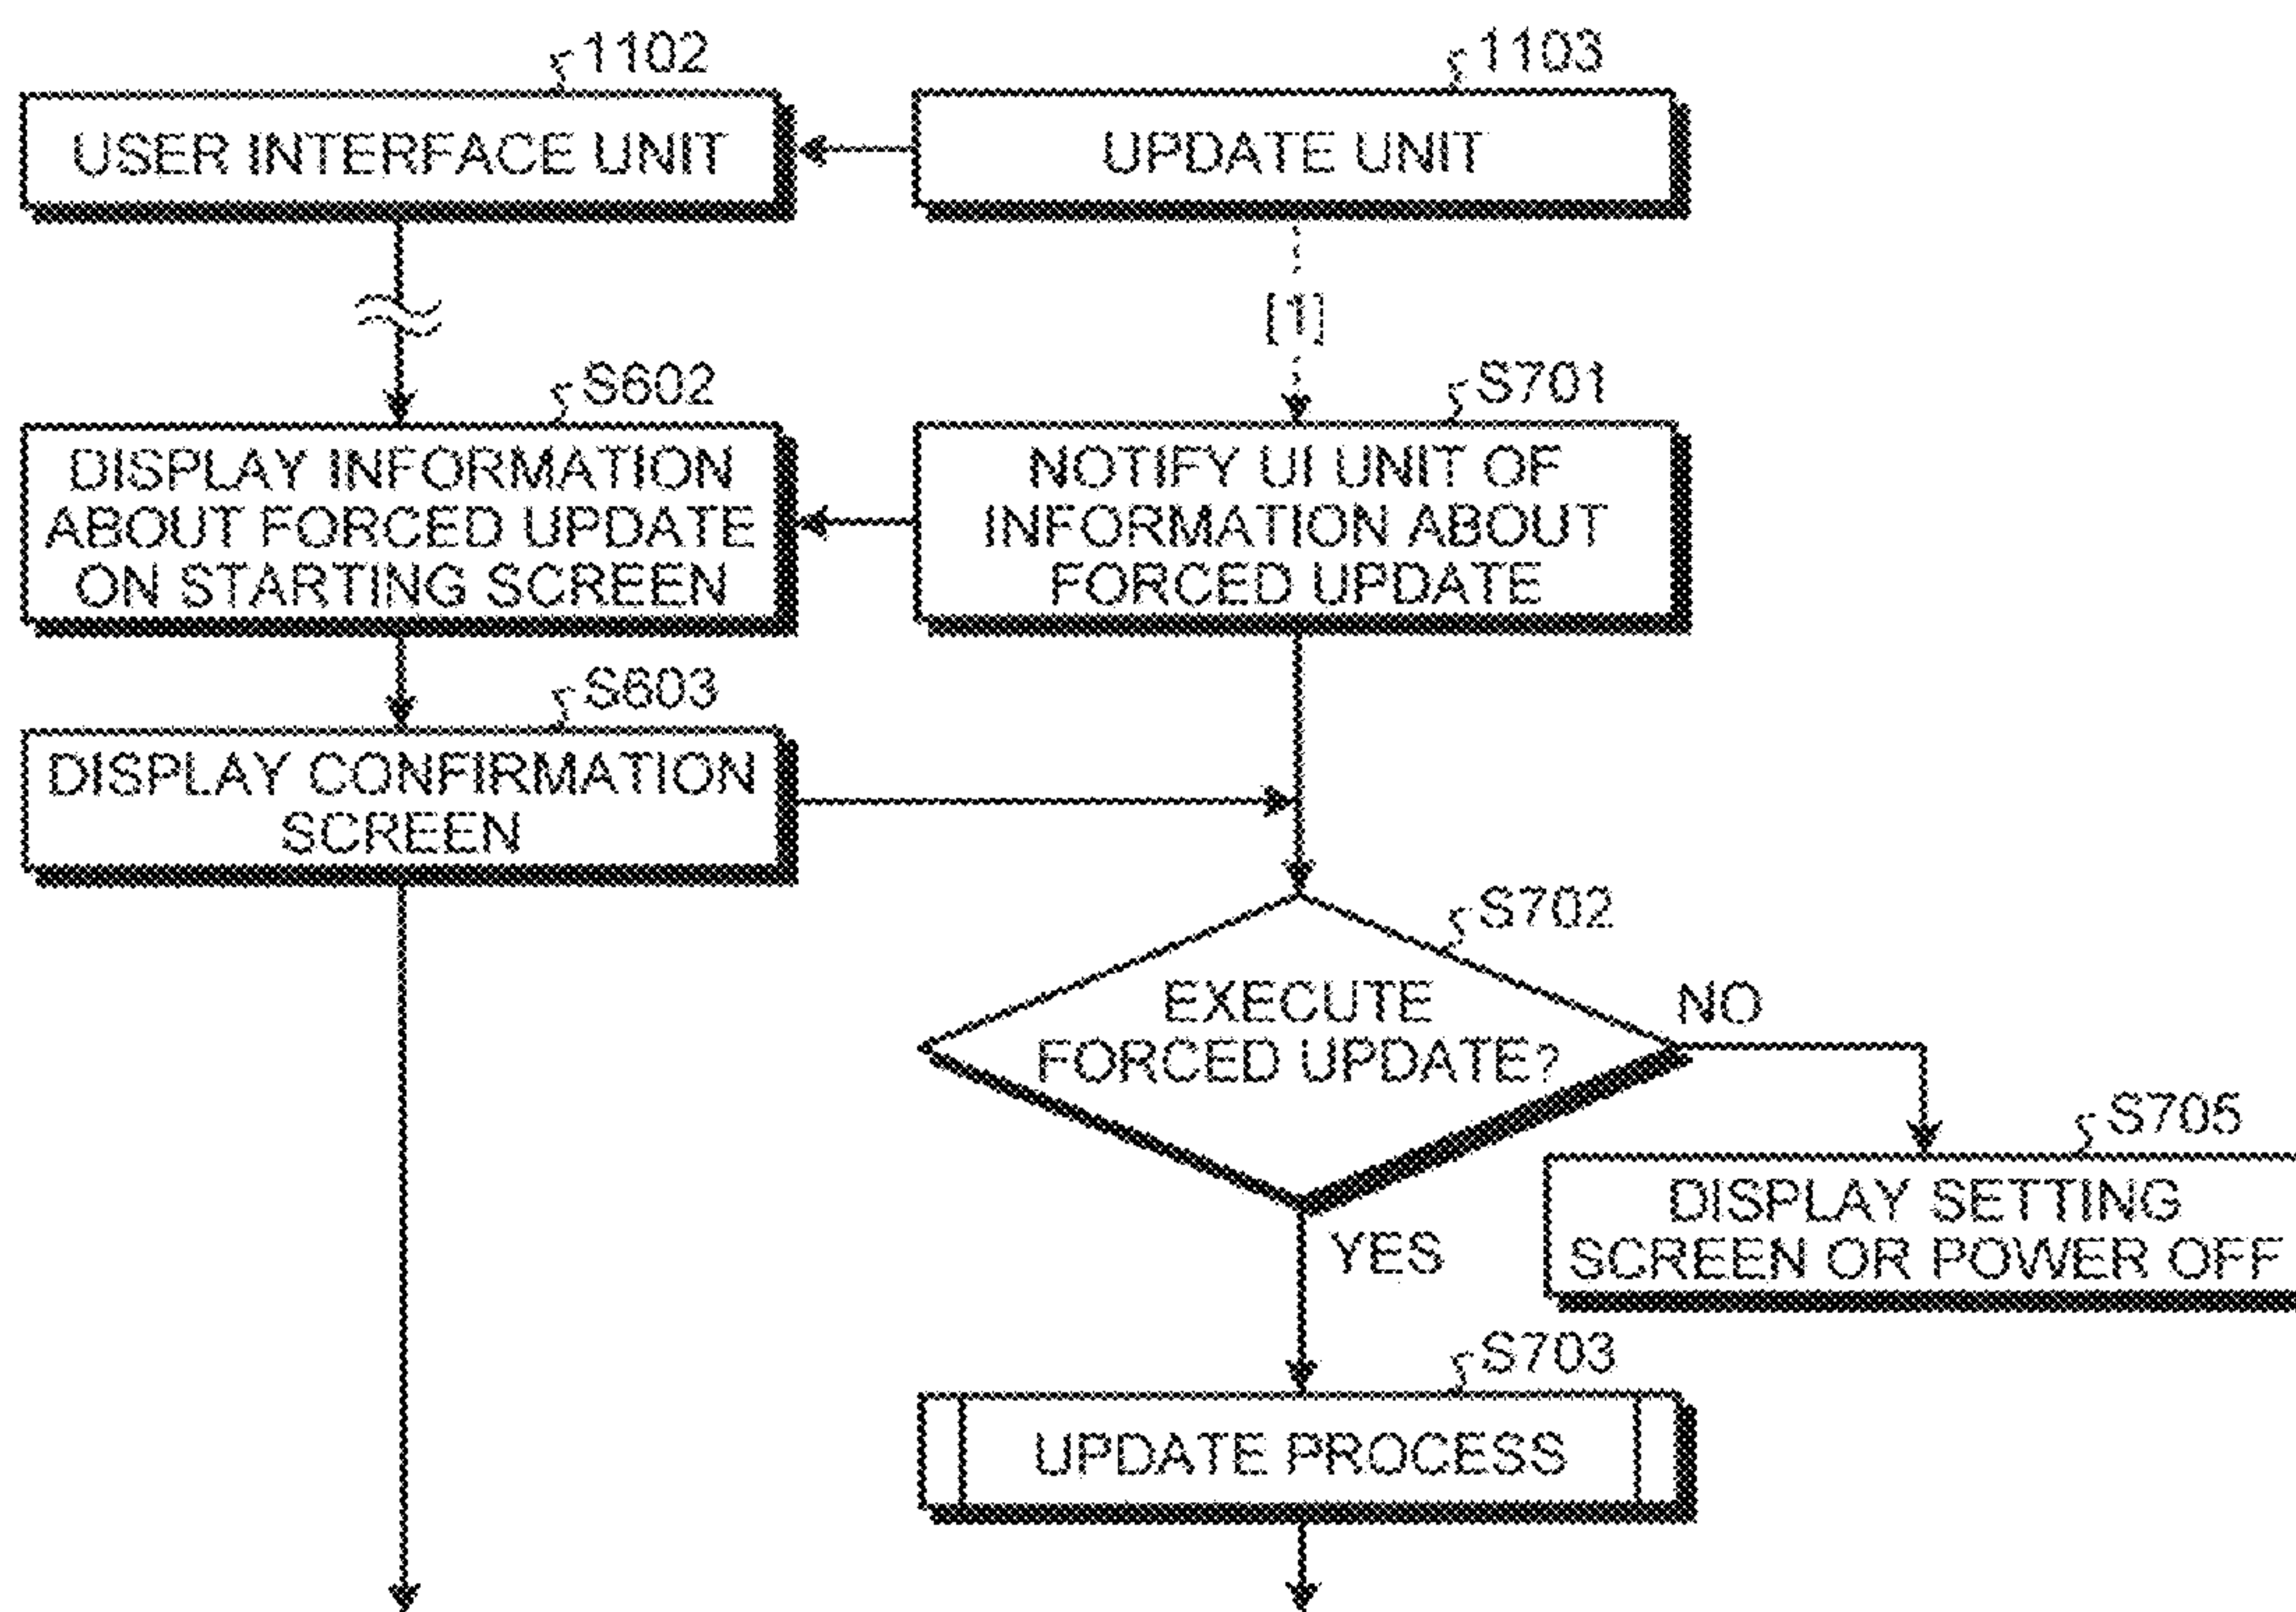 1102
1103
USER INTERFACE UNIT
UPDATE UNIT
[1]
S602
S701
DISPLAY INFORMATION
ABOUT FORCED UPDATE
ON STARTING SCREEN
NOTIFY UI UNIT OF
INFORMATION ABOUT
FORCED UPDATE
S603
DISPLAY CONFIRMATION
SCREEN
S702
EXECUTE
FORCED UPDATE?
NO
S705
DISPLAY SETTING
SCREEN OR POWER OFF
YES
S703
UPDATE PROCESS